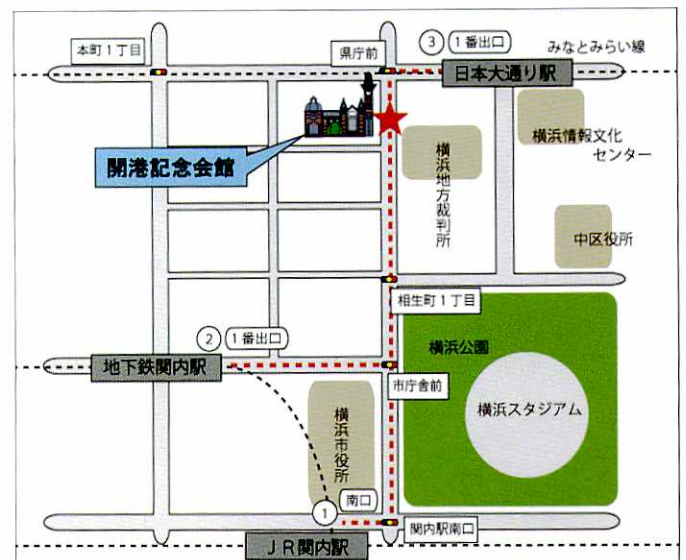 本町1丁目
県庁前
③ 1番出口
みなとみらい線
日本大通り駅
開港記念会館
横浜情報文化
センター
横浜地方裁判所
中区役所
相生町1丁目
② 1番出口
横浜公園
地下鉄関内駅
市庁舎前
横浜スタジアム
横浜市役所
① 南口
関内駅南口
JR関内駅